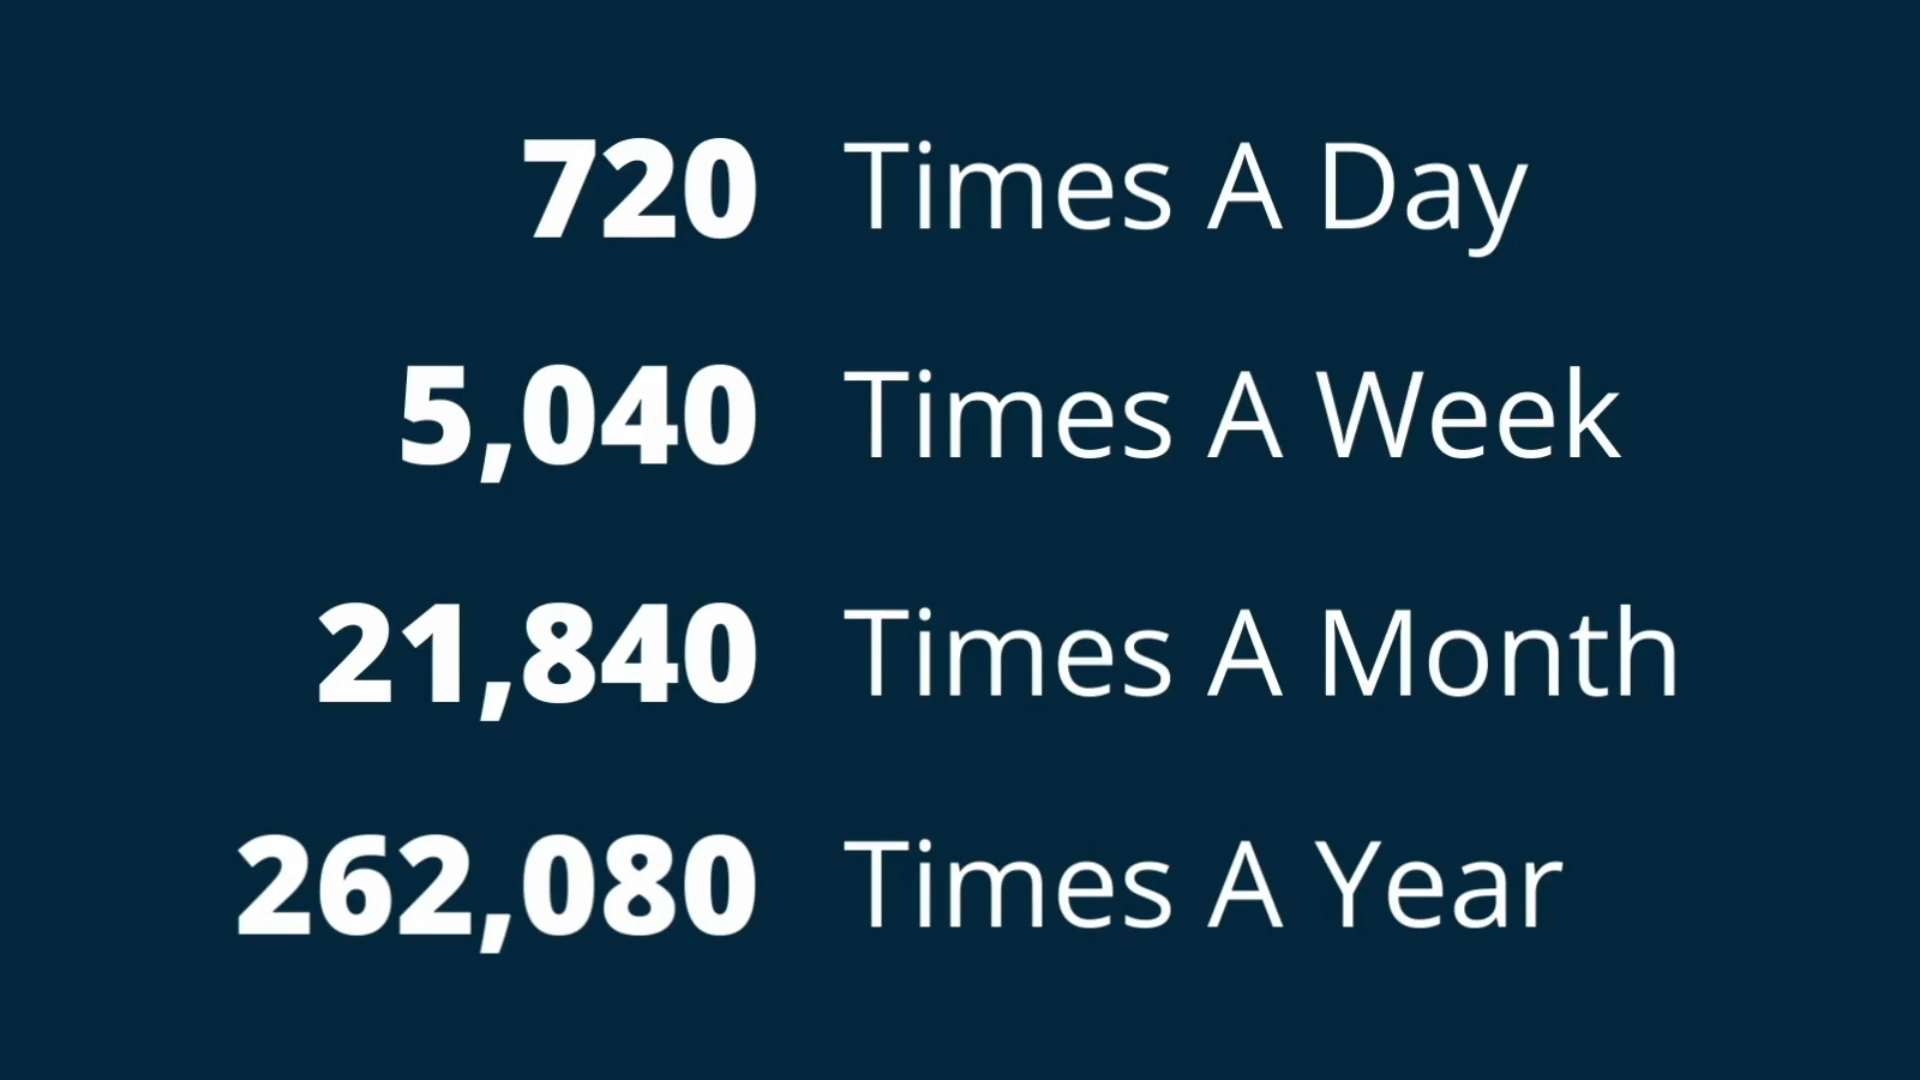 720 Times A Day
5,040 Times A Week
21,840 Times A Month
262,080 Times A Year